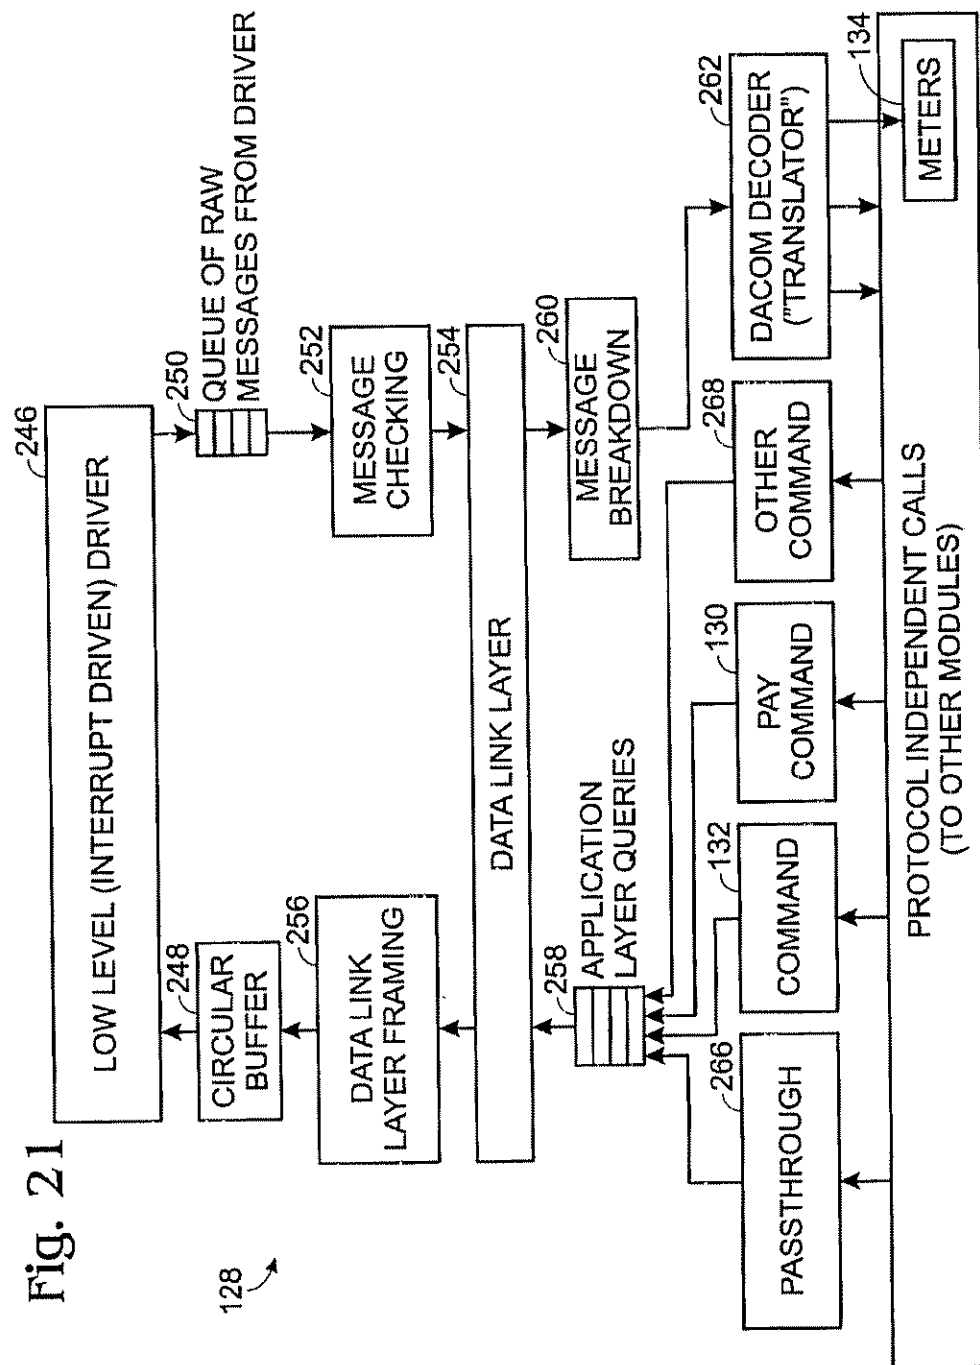 Fig. 21
128
246
LOW LEVEL (INTERRUPT DRIVEN) DRIVER
248
CIRCULAR
BUFFER
250
QUEUE OF RAW
MESSAGES FROM DRIVER
256
DATA LINK
LAYER FRAMING
252
MESSAGE
CHECKING
254
DATA LINK LAYER
258
APPLICATION
LAYER QUERIES
260
MESSAGE
BREAKDOWN
266
PASSTHROUGH
132
COMMAND
130
PAY
COMMAND
268
OTHER
COMMAND
262
DACOM DECODER
("TRANSLATOR")
134
METERS
PROTOCOL INDEPENDENT CALLS
(TO OTHER MODULES)